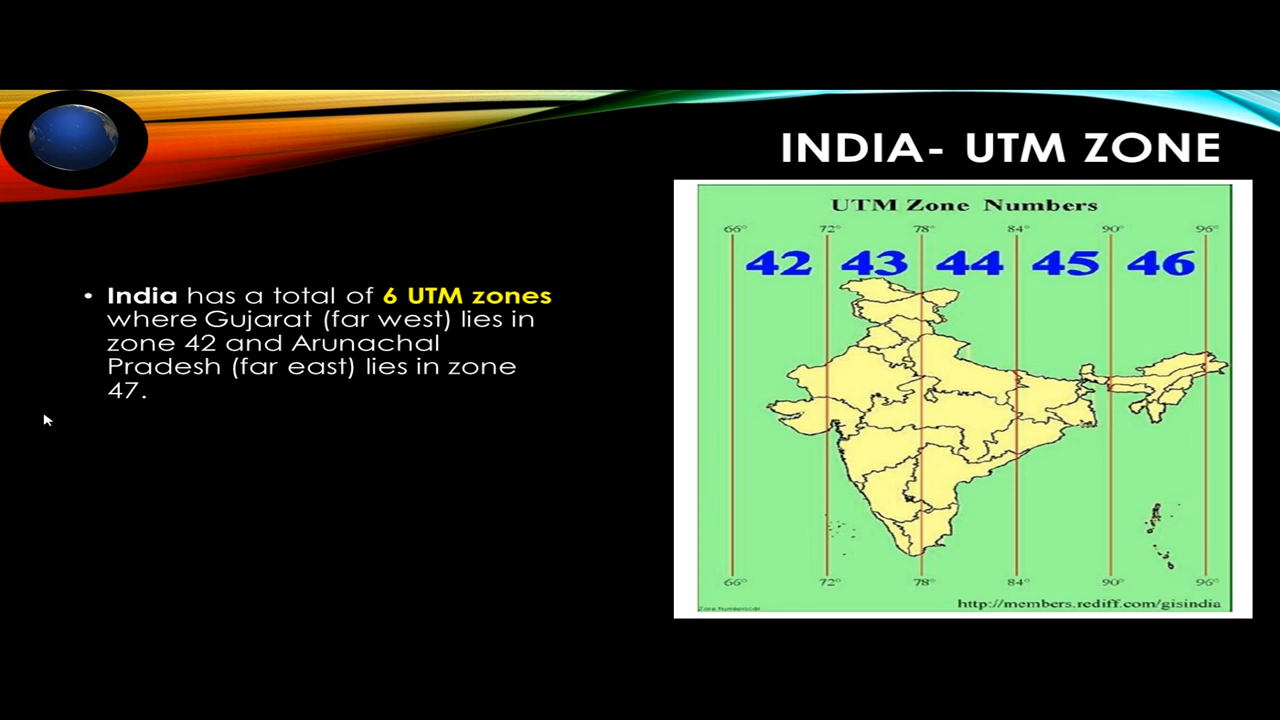 INDIA- UTM ZONE
• India has a total of 6 UTM zones
where Gujarat (far west) lies in
zone 42 and Arunachal
Pradesh (far east) lies in zone
47.
UTM Zone Numbers
66° 72° 78° 84° 90° 96°
42 43 44 45 46
66° 72° 78° 84° 90° 96°
http://members.rediff.com/gisindia